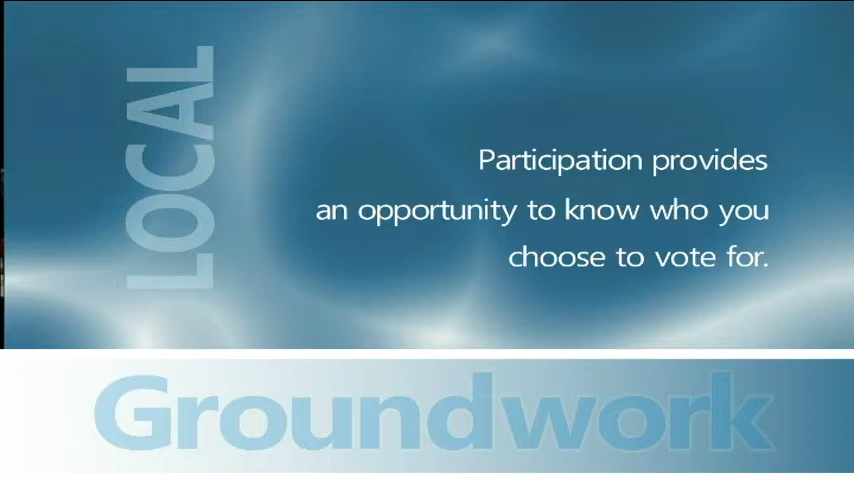 LOCAL
Participation provides
an opportunity to know who you
choose to vote for.
Groundwork